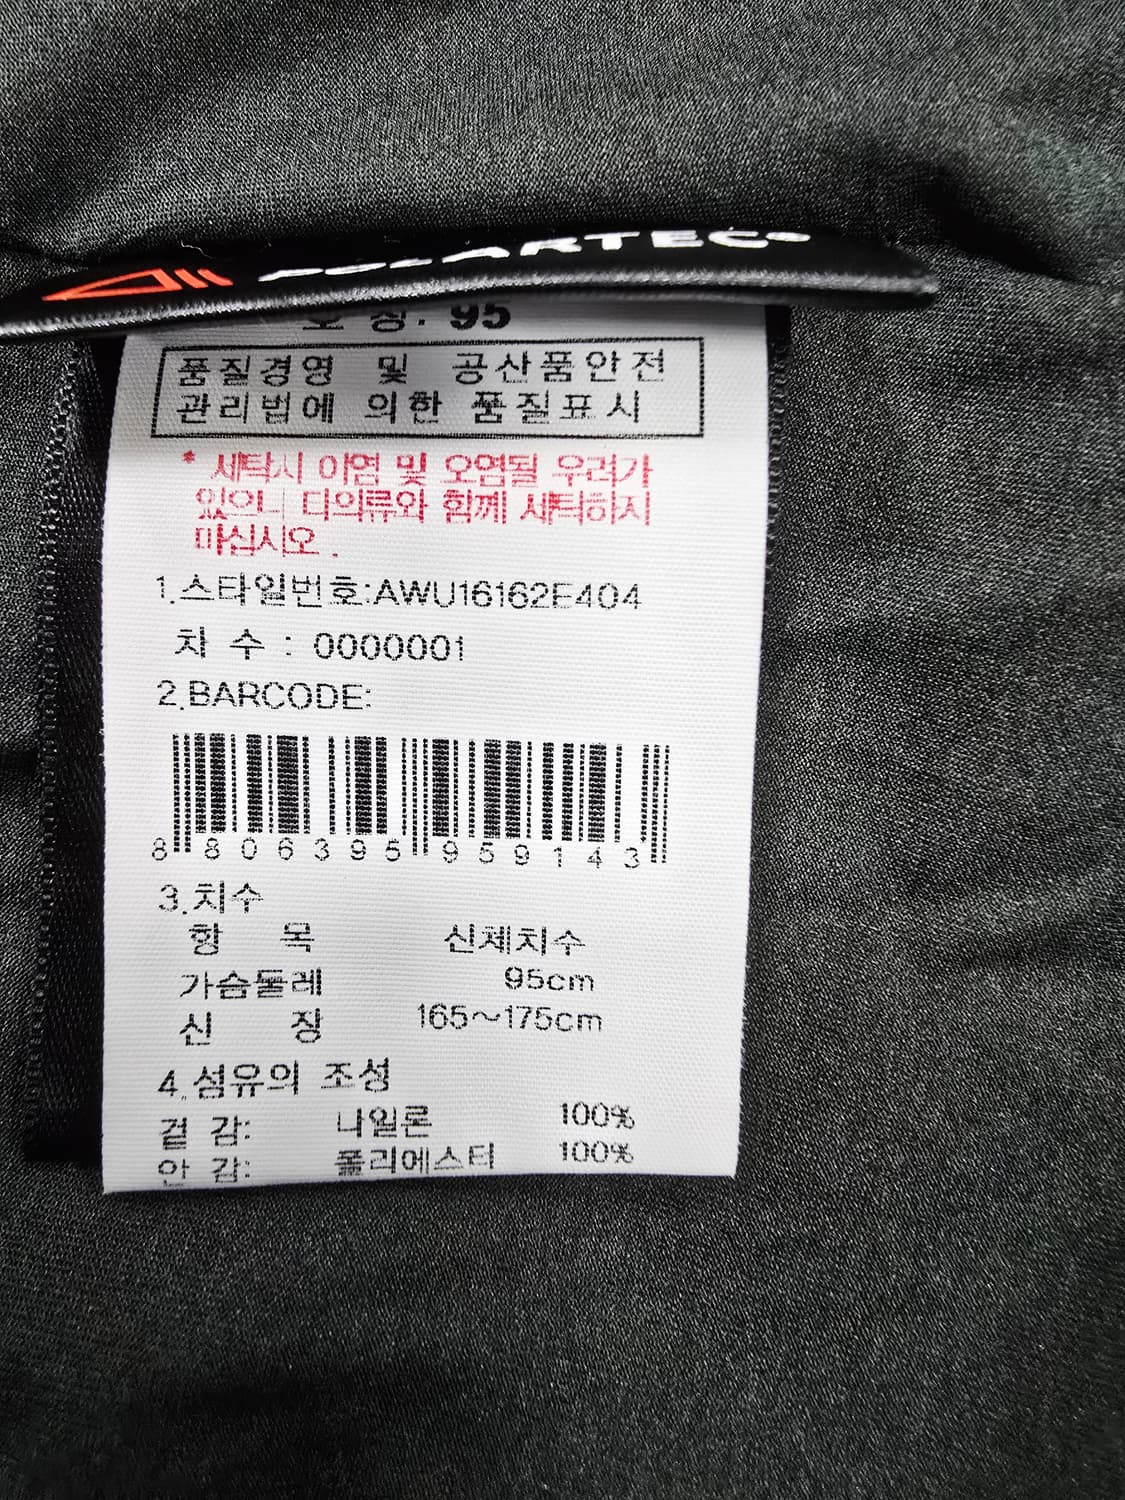 POLARTEC®
호 칭: 95
품질경영 및 공산품안전
관리법에 의한 품질표시
* 세탁시 이염 및 오염될 우려가
있으니 타의류와 함께 세탁하지
마십시오.
1.스타일번호:AWU16162E404
차 수 : 0000001
2.BARCODE:
8 806395 959143
3.치수
항 목 신체치수
가슴둘레 95cm
신 장 165~175cm
4.섬유의 조성
겉 감: 나일론 100%
안 감: 폴리에스터 100%